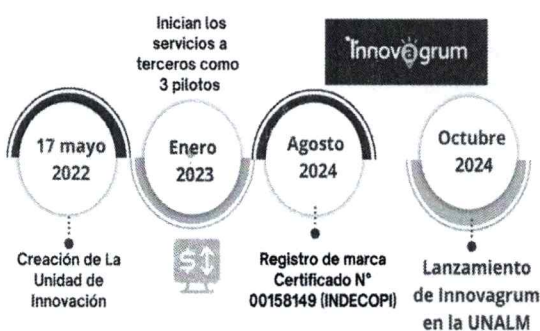 Inician los
servicios a
terceros como
3 pilotos
Innovagrum
17 mayo
2022
Enero
2023
Agosto
2024
Octubre
2024
Creación de La
Unidad de
Innovación
$
Registro de marca
Certificado N°
00158149 (INDECOPI)
Lanzamiento
de Innovagrum
en la UNALM